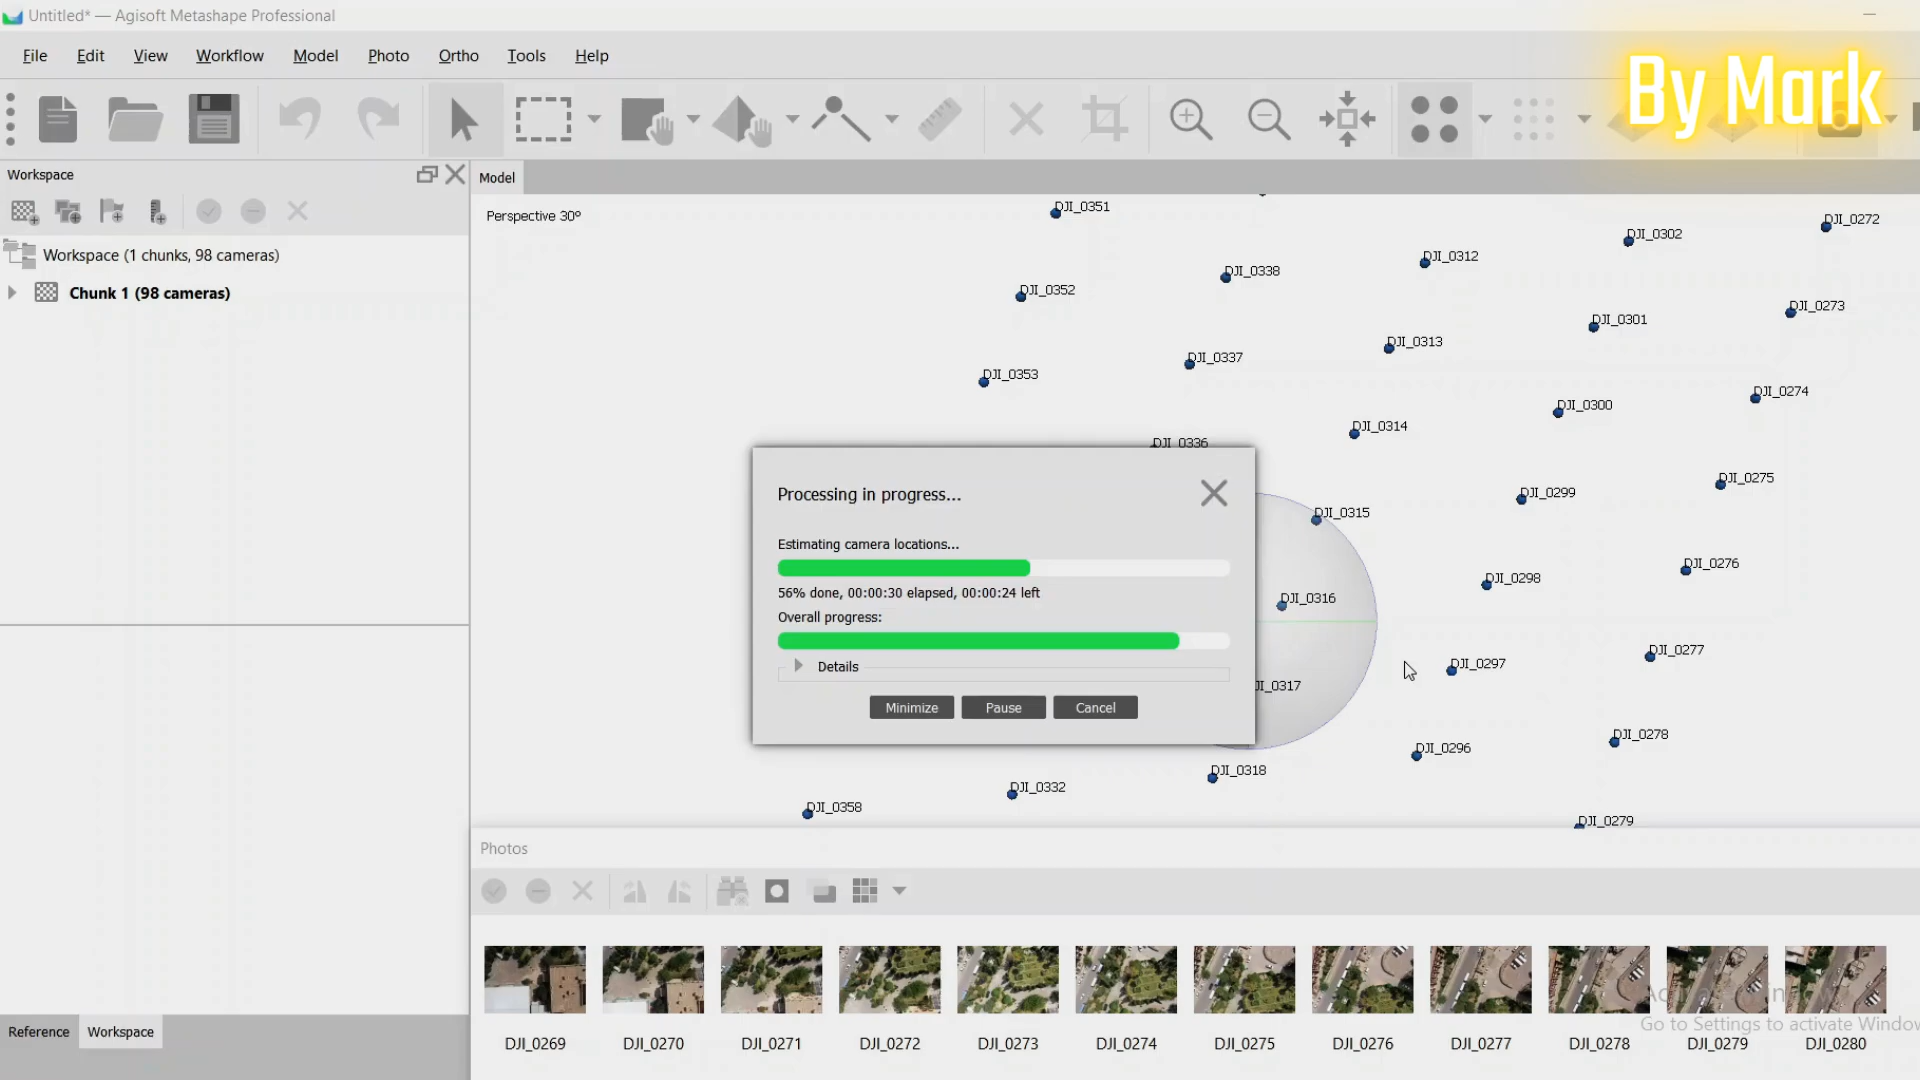 Untitled* — Agisoft Metashape Professional
File Edit View Workflow Model Photo Ortho Tools Help
By Mark
Workspace
Model
Perspective 30º
Workspace (1 chunks, 98 cameras)
Chunk 1 (98 cameras)
DJI_0351
DJI_0272
DJI_0302
DJI_0312
DJI_0338
DJI_0352
DJI_0273
DJI_0301
DJI_0313
DJI_0337
DJI_0353
DJI_0274
DJI_0300
DJI_0314
DJI_0336
DJI_0275
DJI_0299
DJI_0315
DJI_0276
DJI_0298
DJI_0316
DJI_0277
DJI_0297
DJI_0278
DJI_0296
DJI_0318
DJI_0332
DJI_0358
DJI_0279
Processing in progress...
Estimating camera locations...
56% done, 00:00:30 elapsed, 00:00:24 left
Overall progress:
Details
Minimize Pause Cancel
Photos
DJI_0269 DJI_0270 DJI_0271 DJI_0272 DJI_0273 DJI_0274 DJI_0275 DJI_0276 DJI_0277 DJI_0278 DJI_0279 DJI_0280
Go to Settings to activate Window
Reference Workspace